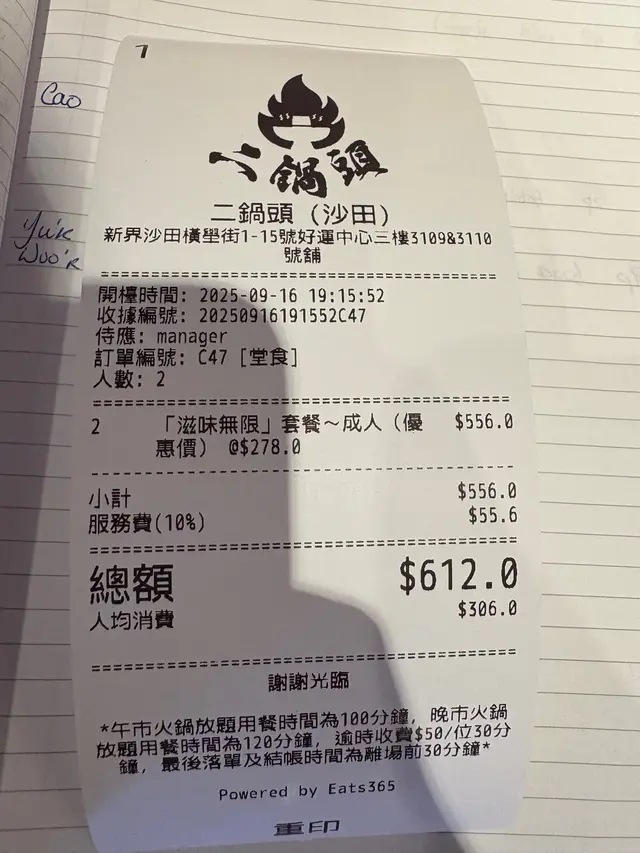 7
Cao
Yu'k
Woo'k
二鍋頭
二鍋頭 (沙田)
新界沙田橫壆街1-15號好運中心三樓3109&3110
號舖
開檯時間: 2025-09-16 19:15:52
收據編號: 20250916191552C47
侍應: manager
訂單編號: C47 [堂食]
人數: 2
2 「滋味無限」套餐～成人 (優 $556.0
惠價) @$278.0
小計 $556.0
服務費(10%) $55.6
總額 $612.0
人均消費 $306.0
謝謝光臨
*午市火鍋放題用餐時間為100分鐘, 晚市火鍋
放題用餐時間為120分鐘, 逾時收費$50/位30分
鐘, 最後落單及結帳時間為離場前30分鐘*
Powered by Eats365
重印